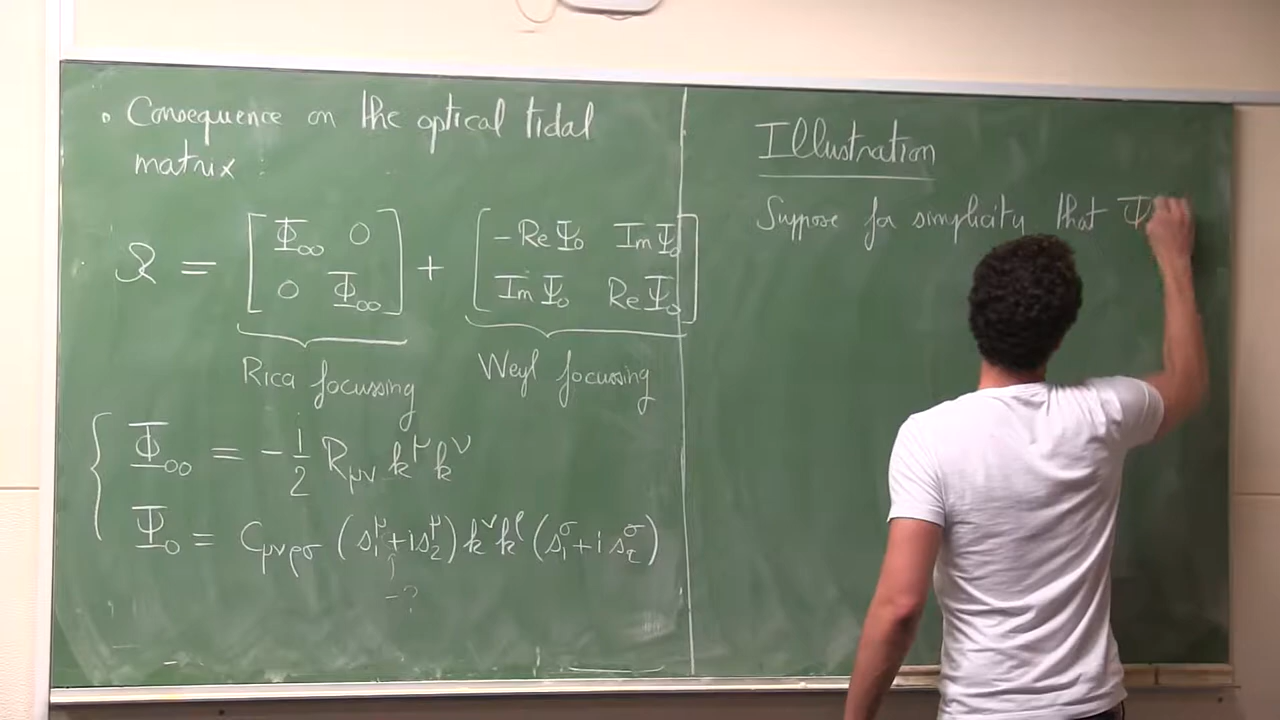 • Consequence on the optical tidal
matrix :
𝓡 = [ Φ₀₀ 0 ; 0 Φ₀₀ ] + [ -Re Ψ₀ Im Ψ₀ ; Im Ψ₀ Re Ψ₀ ]
Ricci focussing Weyl focussing
{ Φ₀₀ = -1/2 R_μν k^μ k^ν
Ψ₀ = C_μνρσ (s₁^μ + i s₂^μ) k^ν k^ρ (s₁^σ + i s₂^σ)
↑
-?
Illustration
Suppose for simplicity that Φ